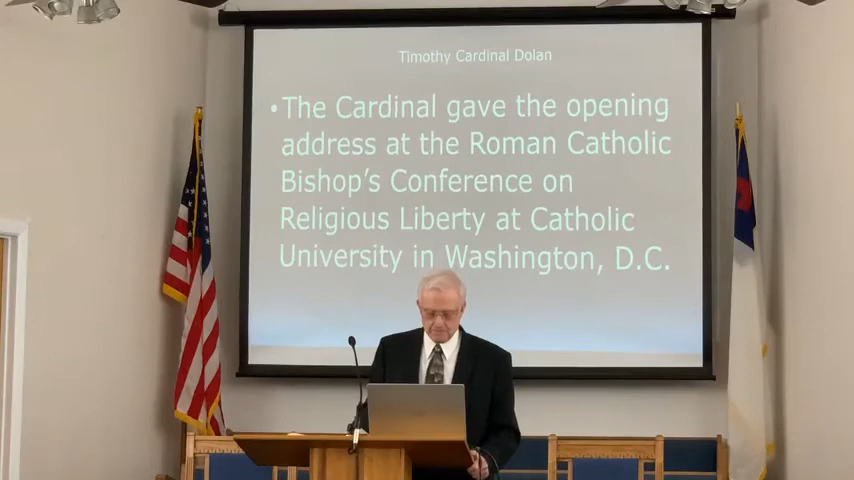 Timothy Cardinal Dolan
•The Cardinal gave the opening
address at the Roman Catholic
Bishop's Conference on
Religious Liberty at Catholic
University in Washington, D.C.